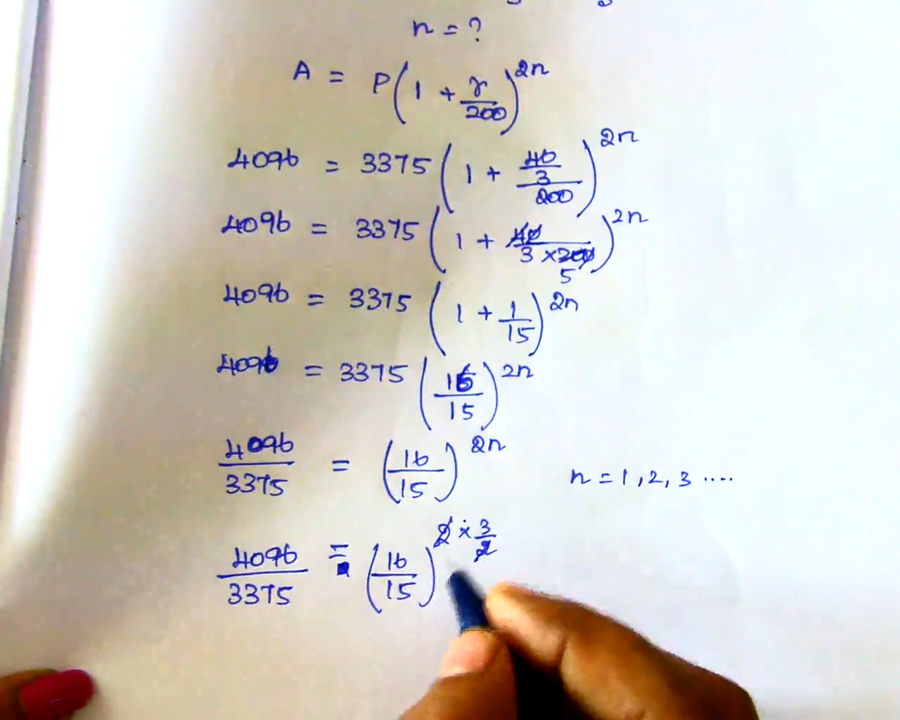 n = ?
A = P(1 + r/200)^2n
4096 = 3375(1 + 40/3/200)^2n
4096 = 3375(1 + 40/3×200 5)^2n
4096 = 3375(1 + 1/15)^2n
4096 = 3375(16/15)^2n
4096/3375 = (16/15)^2n n = 1, 2, 3 ....
4096/3375 = (16/15)^2×3/2